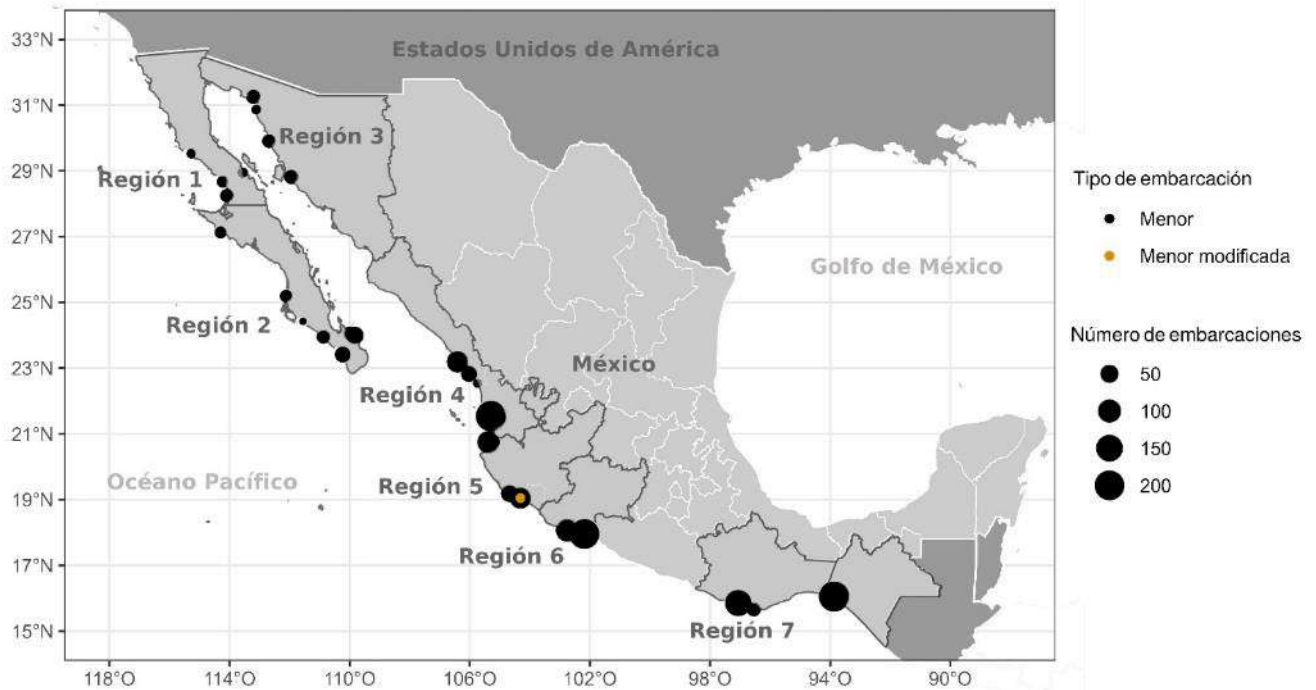 33°N
Estados Unidos de América
31°N
Región 3
29°N
Región 1
27°N
Golfo de México
25°N
Región 2
23°N
México
Región 4
21°N
Océano Pacífico
Región 5
19°N
Región 6
17°N
Región 7
15°N
118°O
114°O
110°O
106°O
102°O
98°O
94°O
90°O
Tipo de embarcación
Menor
Menor modificada
Número de embarcaciones
50
100
150
200